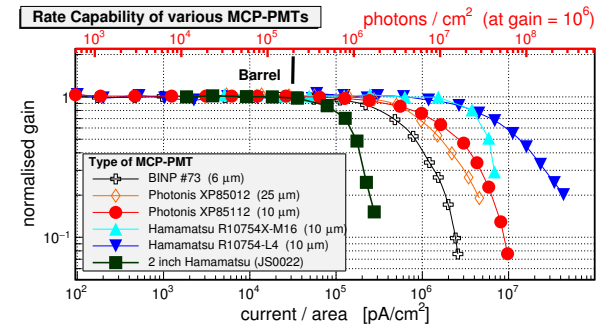 Rate Capability of various MCP-PMTs
photons / cm² (at gain = 10⁶)
10³ 10⁴ 10⁵ 10⁶ 10⁷ 10⁸
Barrel
normalised gain
1
10⁻¹
Type of MCP-PMT
BINP #73 (6 μm)
Photonis XP85012 (25 μm)
Photonis XP85112 (10 μm)
Hamamatsu R10754X-M16 (10 μm)
Hamamatsu R10754-L4 (10 μm)
2 inch Hamamatsu (JS0022)
10² 10³ 10⁴ 10⁵ 10⁶ 10⁷
current / area [pA/cm²]